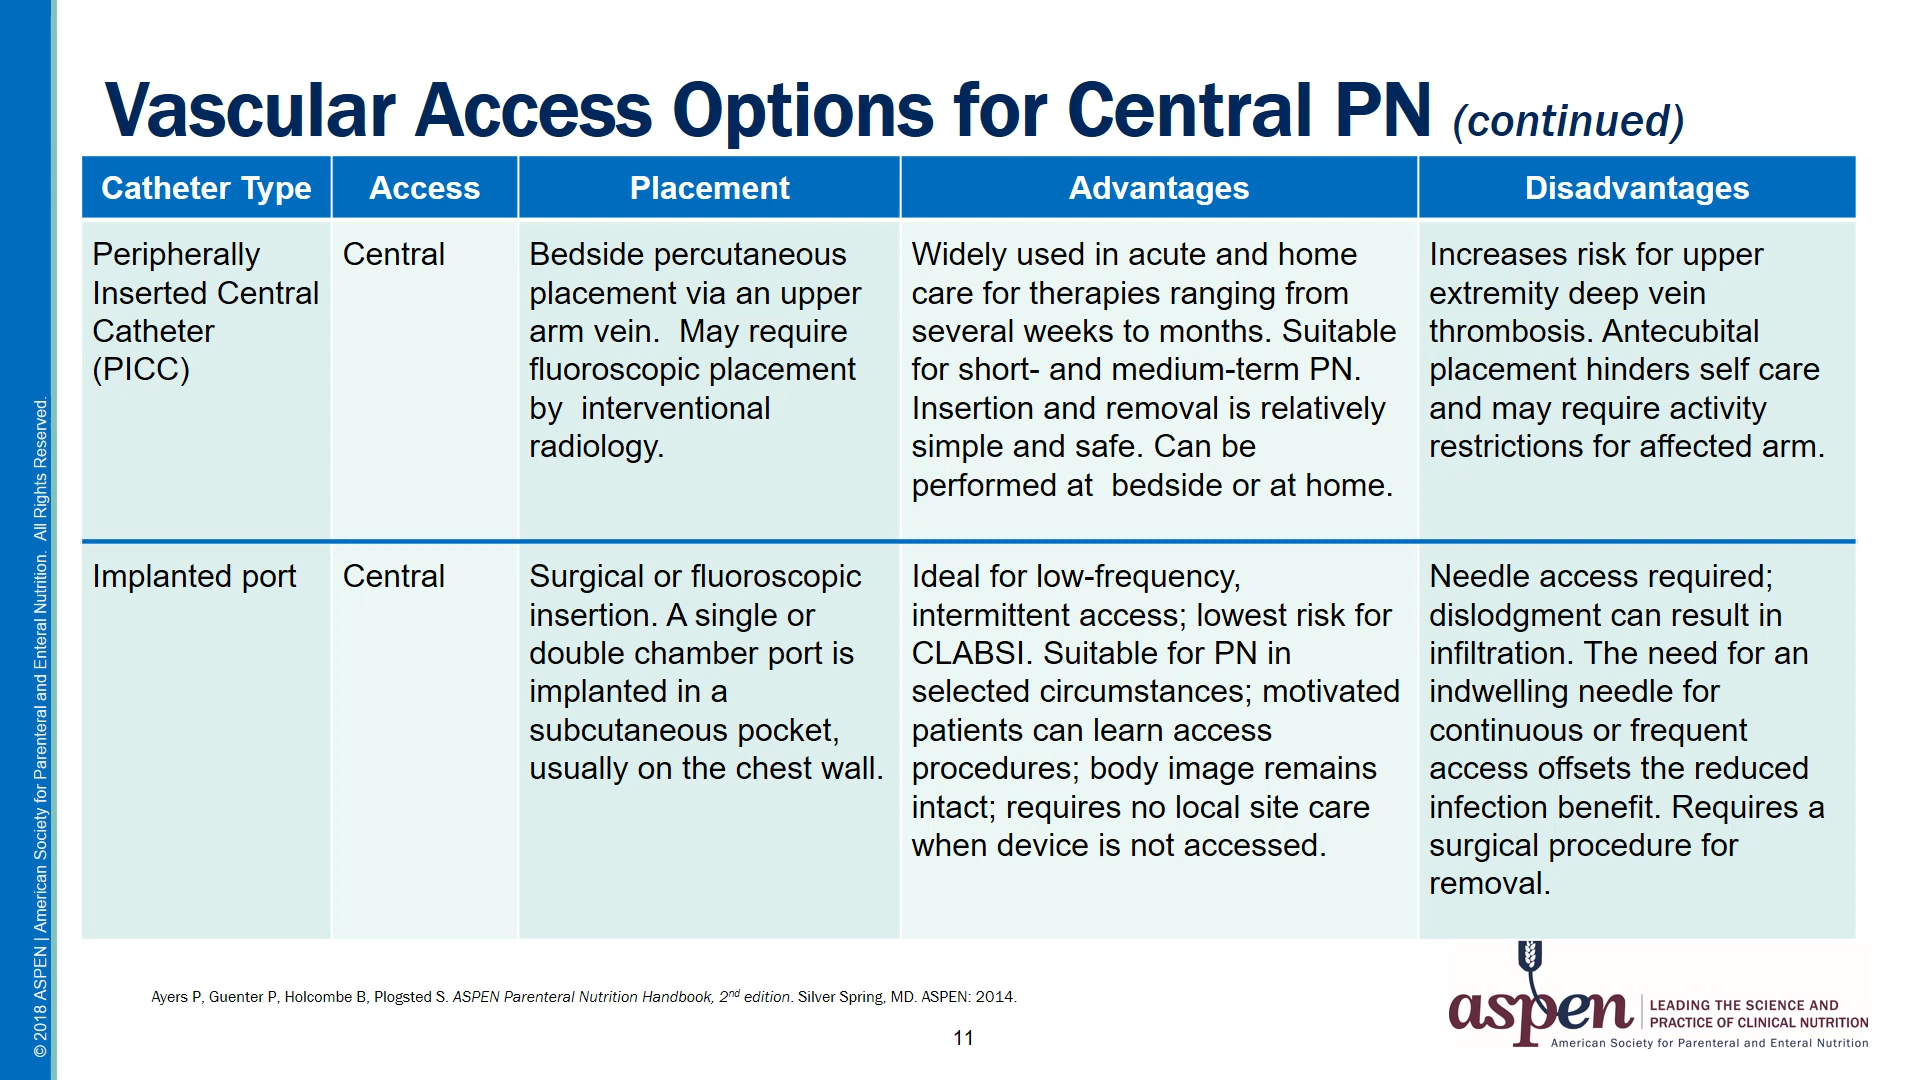 Vascular Access Options for Central PN (continued)
Catheter Type
Access
Placement
Advantages
Disadvantages
Peripherally
Inserted Central
Catheter
(PICC)
Central
Bedside percutaneous
placement via an upper
arm vein.  May require
fluoroscopic placement
by  interventional
radiology.
Widely used in acute and home
care for therapies ranging from
several weeks to months. Suitable
for short- and medium-term PN.
Insertion and removal is relatively
simple and safe. Can be
performed at  bedside or at home.
Increases risk for upper
extremity deep vein
thrombosis. Antecubital
placement hinders self care
and may require activity
restrictions for affected arm.
Implanted port
Central
Surgical or fluoroscopic
insertion. A single or
double chamber port is
implanted in a
subcutaneous pocket,
usually on the chest wall.
Ideal for low-frequency,
intermittent access; lowest risk for
CLABSI. Suitable for PN in
selected circumstances; motivated
patients can learn access
procedures; body image remains
intact; requires no local site care
when device is not accessed.
Needle access required;
dislodgment can result in
infiltration. The need for an
indwelling needle for
continuous or frequent
access offsets the reduced
infection benefit. Requires a
surgical procedure for
removal.
Ayers P, Guenter P, Holcombe B, Plogsted S. ASPEN Parenteral Nutrition Handbook, 2nd edition. Silver Spring, MD. ASPEN: 2014.
11
aspen
LEADING THE SCIENCE AND
PRACTICE OF CLINICAL NUTRITION
American Society for Parenteral and Enteral Nutrition
© 2018 ASPEN | American Society for Parenteral and Enteral Nutrition.  All Rights Reserved.